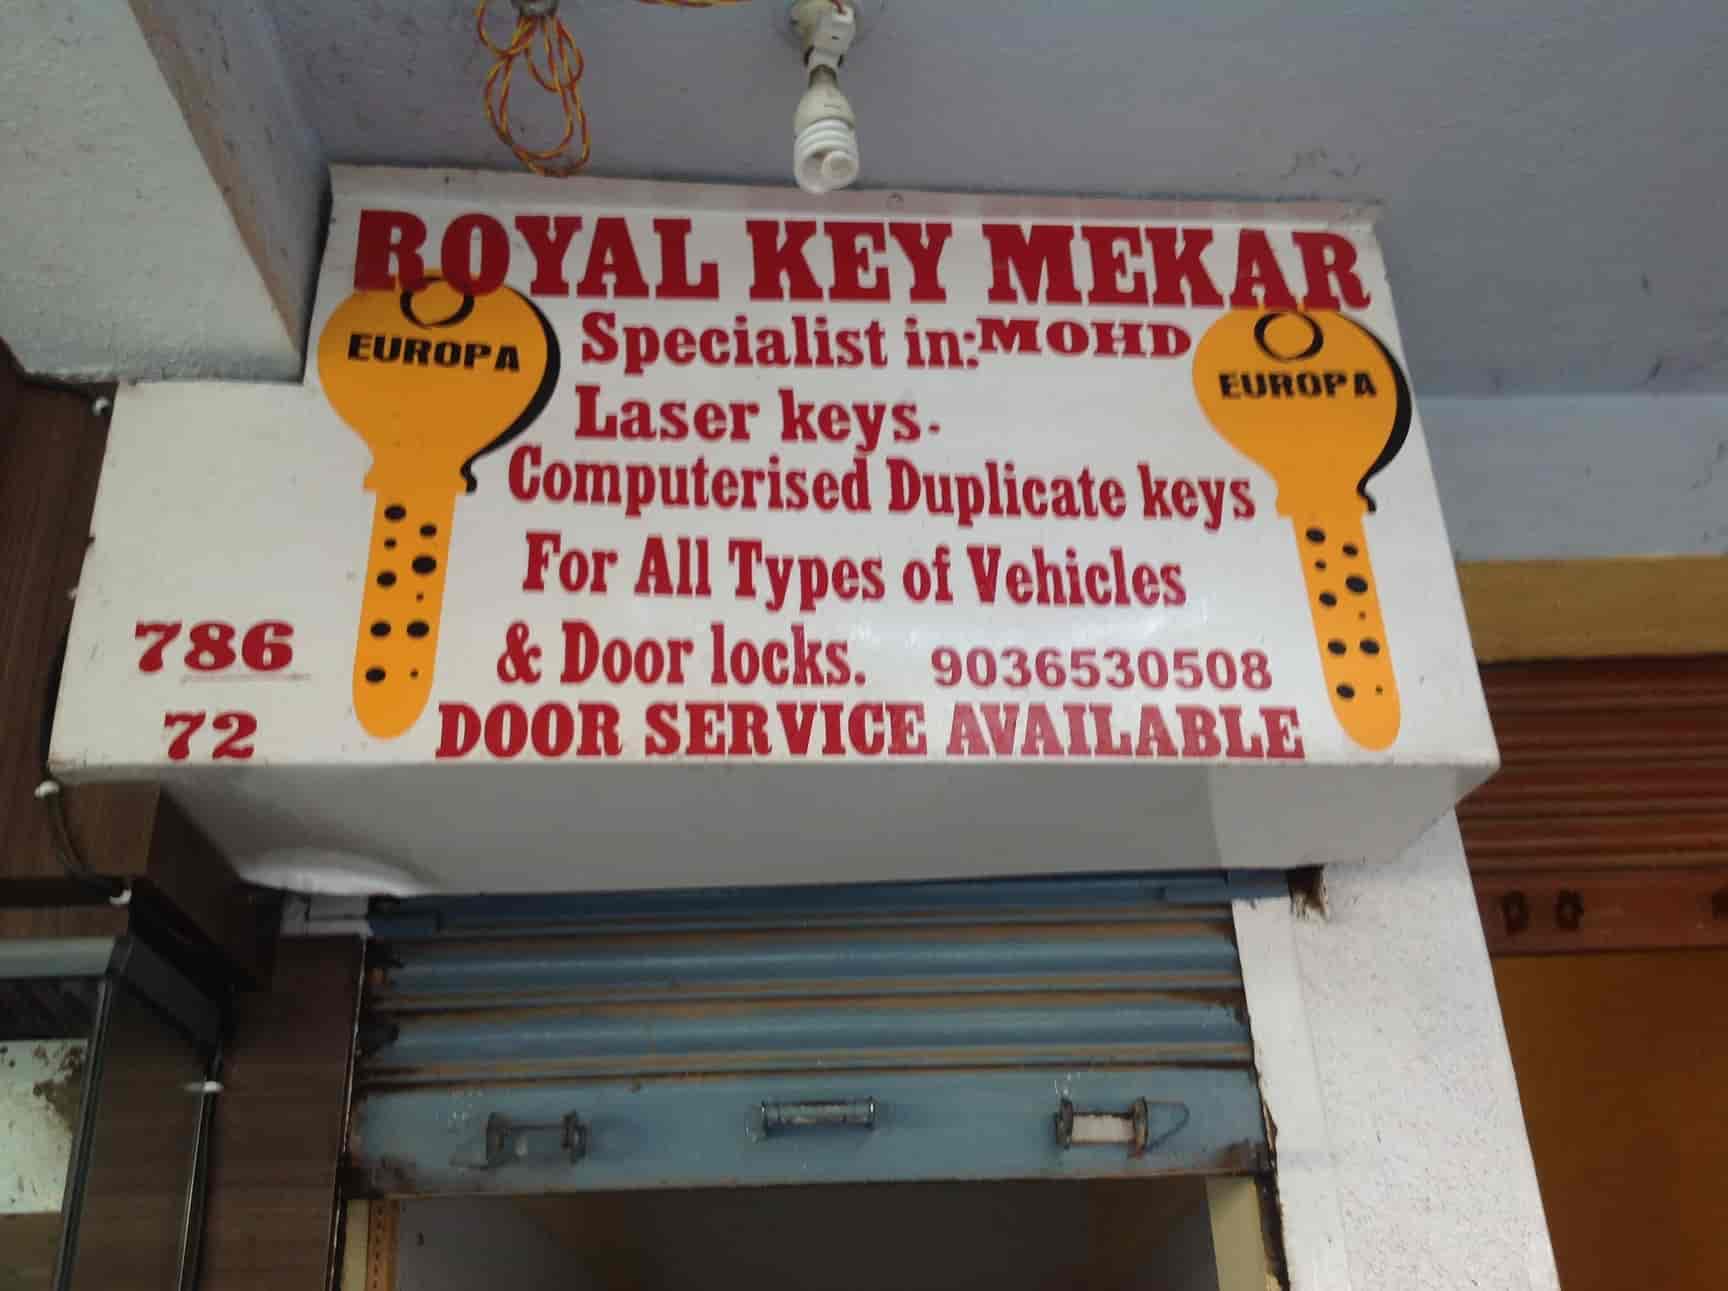 ROYAL KEY MEKAR
EUROPA
Specialist in: MOHD
EUROPA
Laser keys.
Computerised Duplicate keys
For All Types of Vehicles
786
& Door locks. 9036530508
72
DOOR SERVICE AVAILABLE